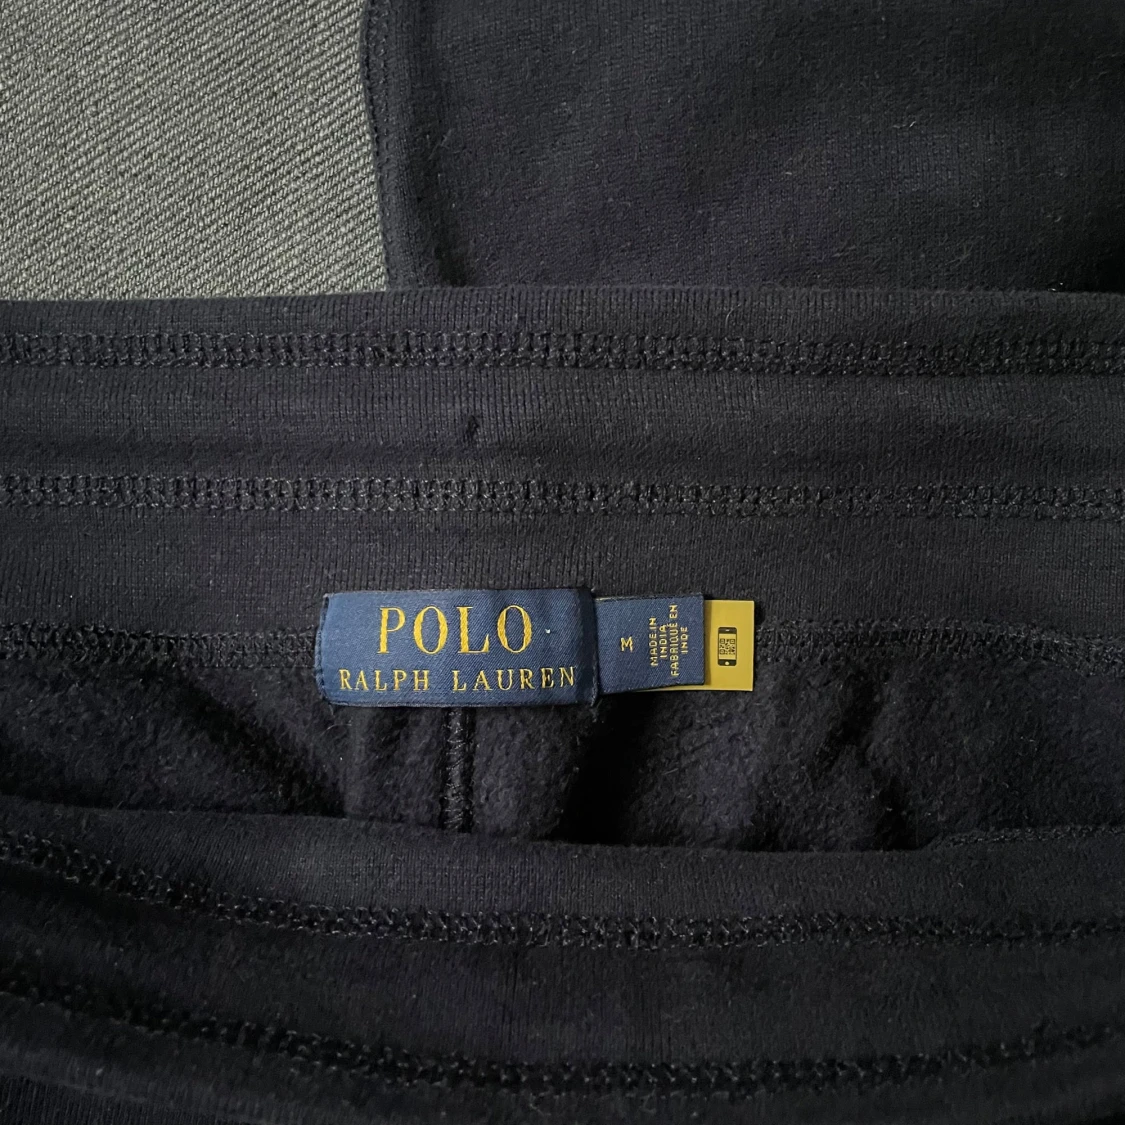 POLO
RALPH LAUREN
M
MADE IN
INDIA
FABRIQUÉ EN
INDE